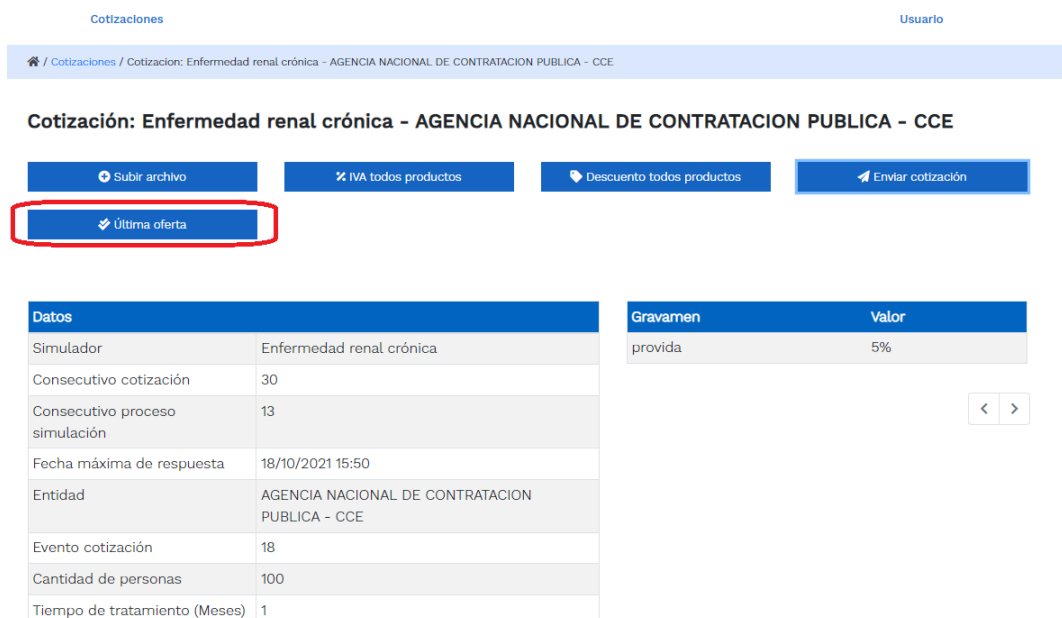 Cotizaciones Usuario
/ Cotizaciones / Cotizacion: Enfermedad renal crónica - AGENCIA NACIONAL DE CONTRATACION PUBLICA - CCE
Cotización: Enfermedad renal crónica - AGENCIA NACIONAL DE CONTRATACION PUBLICA - CCE
Subir archivo IVA todos productos Descuento todos productos Enviar cotización
Última oferta
Datos
Simulador Enfermedad renal crónica
Consecutivo cotización 30
Consecutivo proceso 13
simulación
Fecha máxima de respuesta 18/10/2021 15:50
Entidad AGENCIA NACIONAL DE CONTRATACION
PUBLICA - CCE
Evento cotización 18
Cantidad de personas 100
Tiempo de tratamiento (Meses) 1
Gravamen Valor
provida 5%